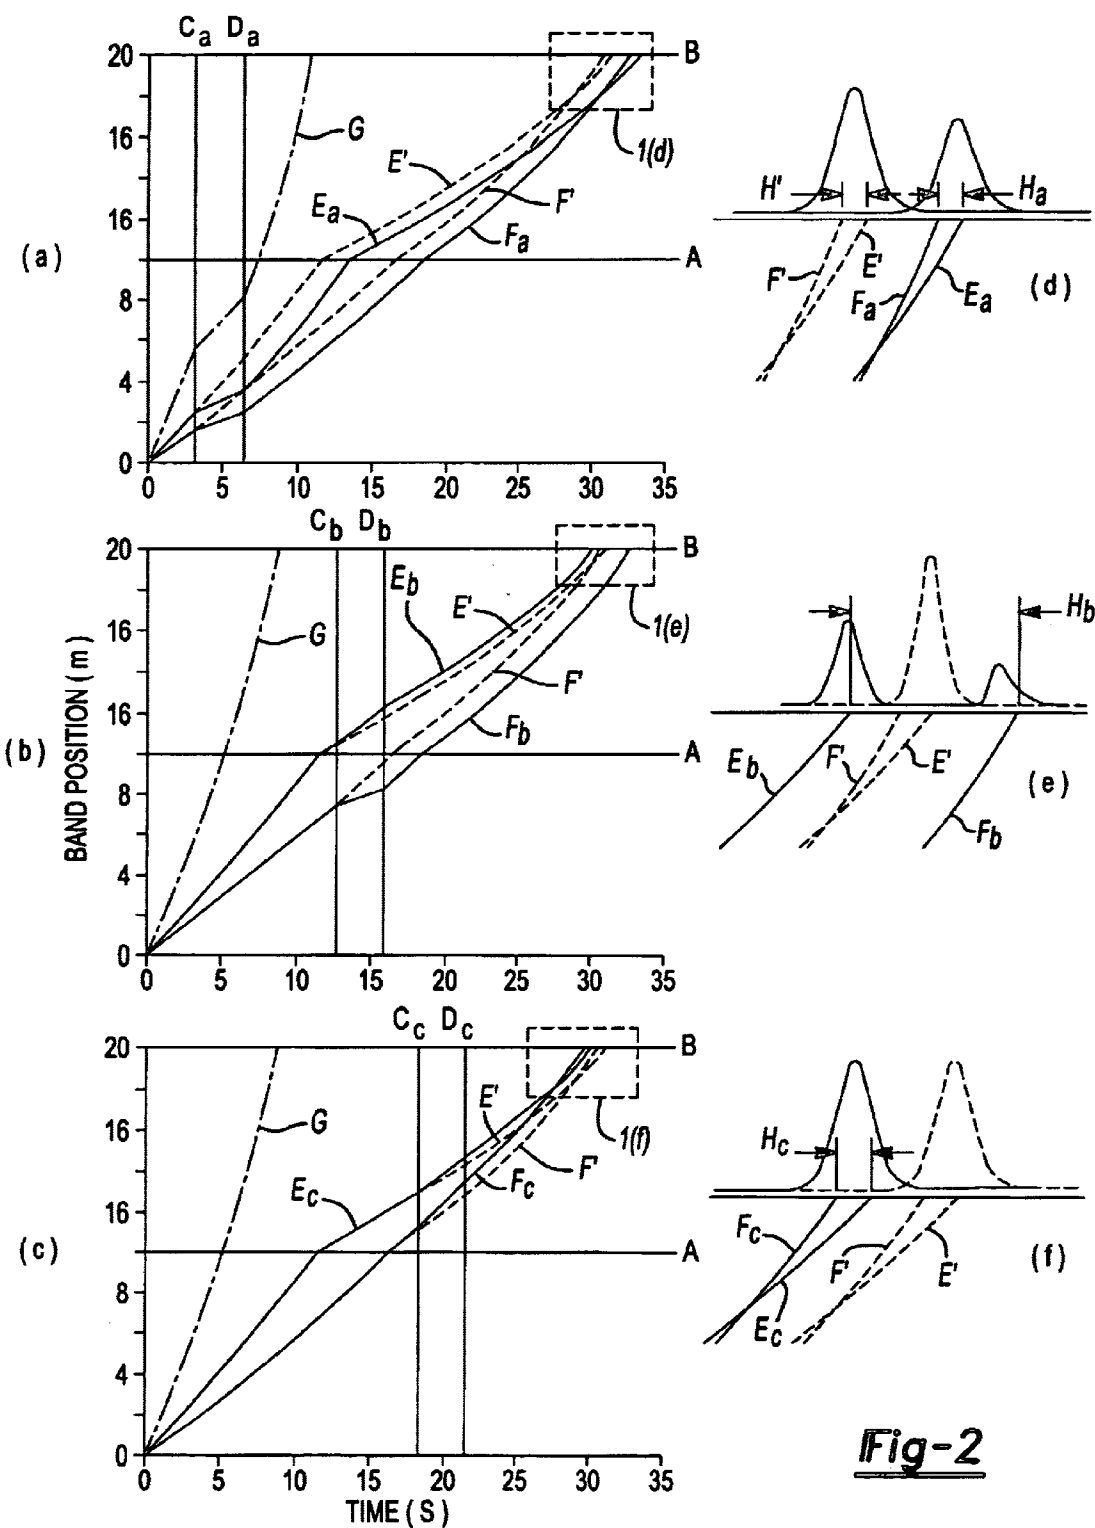 Ca Da
20
16
16
8
4
0
0 5 10 15 20 25 30 35
B
A
G
E'
Ea
F'
Fa
1(d)
(a)
H' Ha
F' E' Fa Ea
(d)
Cb Db
20
16
16
8
4
0
0 5 10 15 20 25 30 35
B
A
G
Eb
E'
F'
Fb
1(e)
(b)
BAND POSITION (m)
Hb
Eb F' E' Fb
(e)
Cc Dc
20
16
16
8
4
0
0 5 10 15 20 25 30 35
B
A
G
Ec
E'
Fc
F'
1(f)
(c)
TIME (S)
Hc
Fc Ec F' E'
(f)
Fig-2